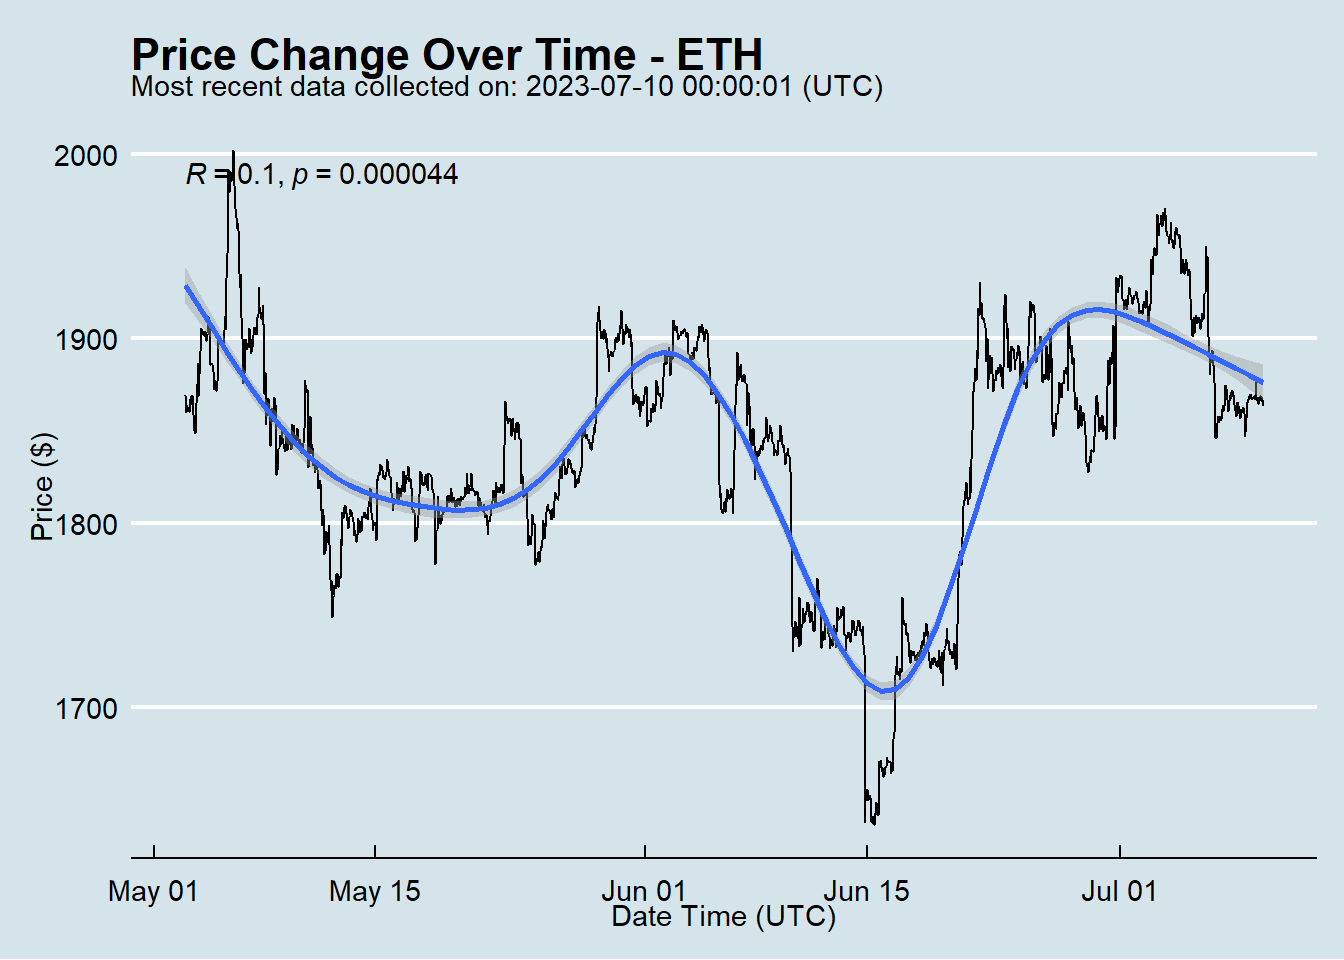 Price Change Over Time - ETH
Most recent data collected on: 2023-07-10 00:00:01 (UTC)
R = 0.1, p = 0.000044
2000
1900
1800
1700
Price ($)
May 01 May 15 Jun 01 Jun 15 Jul 01
Date Time (UTC)